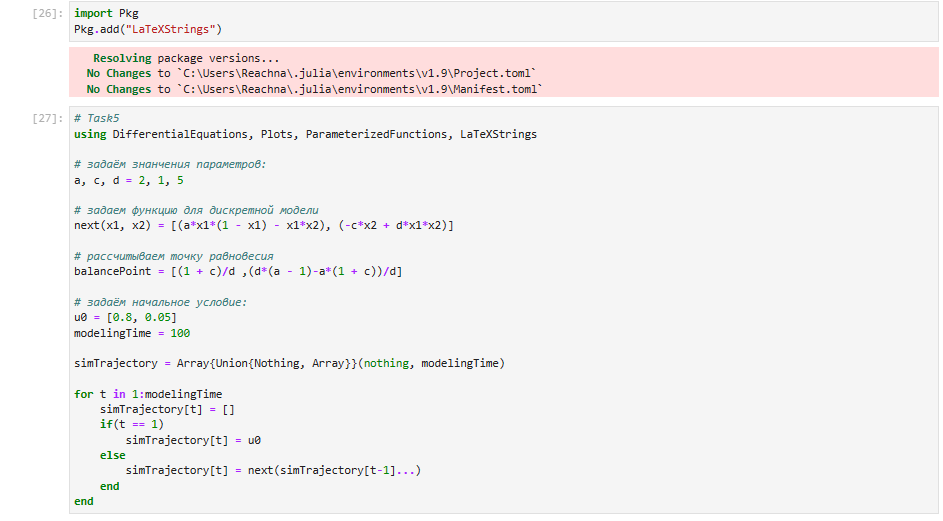 [26]: import Pkg
Pkg.add("LaTeXStrings")
Resolving package versions...
No Changes to `C:\Users\Reachna\.julia\environments\v1.9\Project.toml`
No Changes to `C:\Users\Reachna\.julia\environments\v1.9\Manifest.toml`
[27]: # Task5
using DifferentialEquations, Plots, ParameterizedFunctions, LaTeXStrings
# задаём знанчения параметров:
a, c, d = 2, 1, 5
# задаем функцию для дискретной модели
next(x1, x2) = [(a*x1*(1 - x1) - x1*x2), (-c*x2 + d*x1*x2)]
# рассчитываем точку равновесия
balancePoint = [(1 + c)/d ,(d*(a - 1)-a*(1 + c))/d]
# задаём начальное условие:
u0 = [0.8, 0.05]
modelingTime = 100
simTrajectory = Array{Union{Nothing, Array}}(nothing, modelingTime)
for t in 1:modelingTime
    simTrajectory[t] = []
    if(t == 1)
        simTrajectory[t] = u0
    else
        simTrajectory[t] = next(simTrajectory[t-1]...)
    end
end